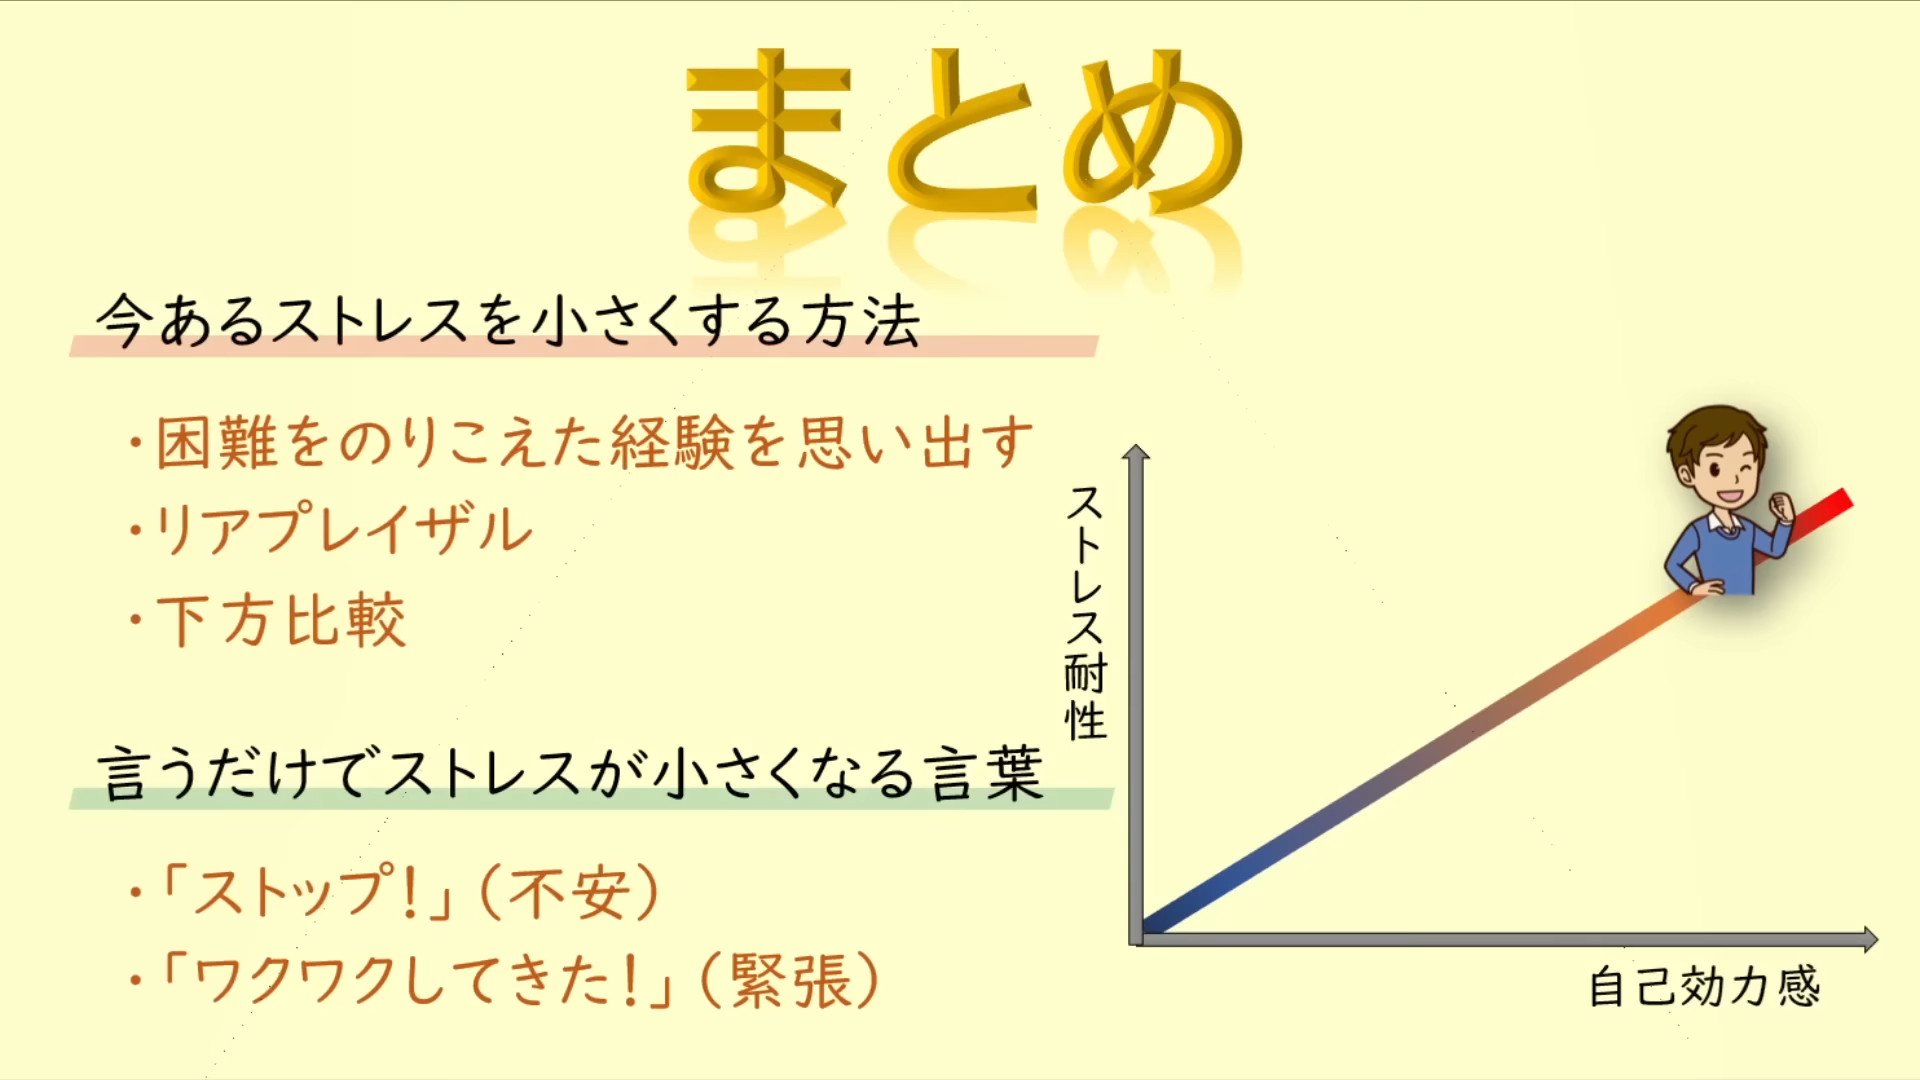 まとめ
今あるストレスを小さくする方法
・困難をのりこえた経験を思い出す
・リアプレイザル
・下方比較
言うだけでストレスが小さくなる言葉
・「ストップ!」(不安)
・「ワクワクしてきた!」(緊張)
ストレス耐性
自己効力感